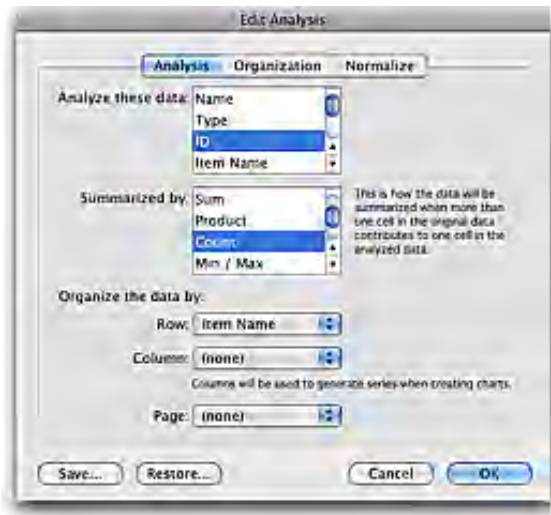 Edit Analysis
Analysis Organization Normalize
Analyze these data: Name
Type
ID
Item Name
Summarized by: Sum
Product
Count
Min / Max
This is how the data will be
summarized when more than
one cell in the original data
contributes to one cell in the
analyzed data.
Organize the data by:
Row: Item Name
Column: (none)
Columns will be used to generate series when creating charts.
Page: (none)
Save... Restore... Cancel OK